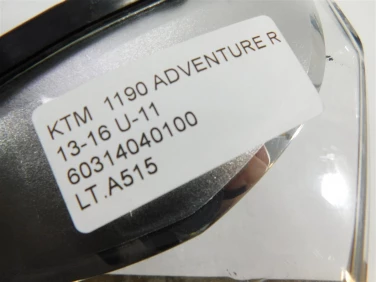 KTM 1190 ADVENTURE R
13-16 U-11
60314040100
LT.A515